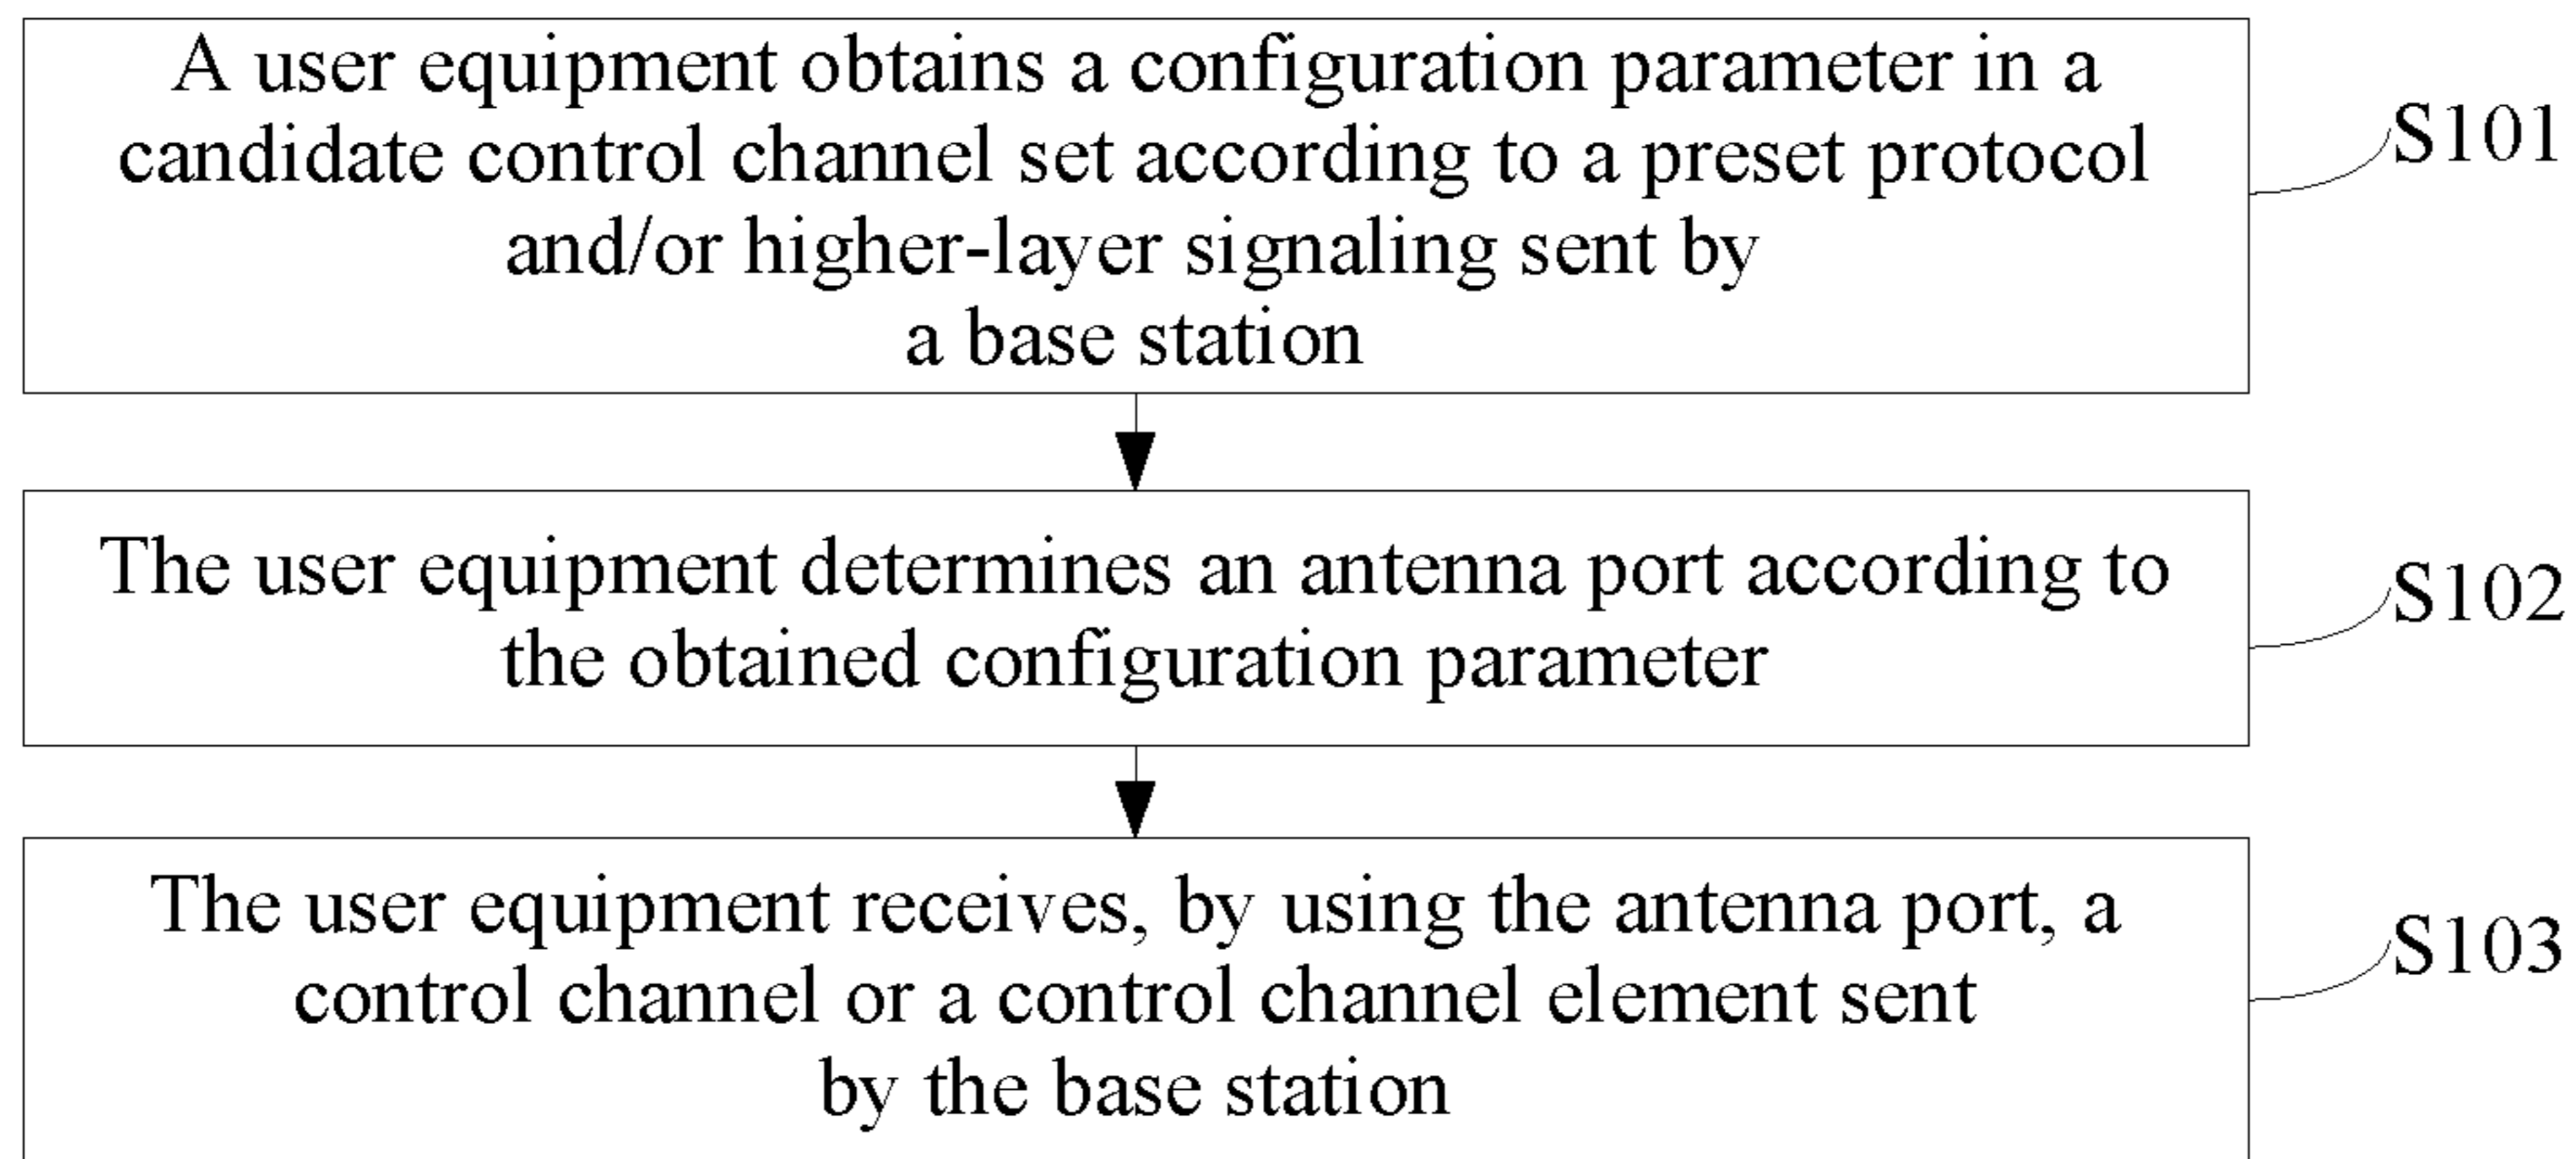 A user equipment obtains a configuration parameter in a
candidate control channel set according to a preset protocol
and/or higher-layer signaling sent by
a base station
S101
The user equipment determines an antenna port according to
the obtained configuration parameter
S102
The user equipment receives, by using the antenna port, a
control channel or a control channel element sent
by the base station
S103